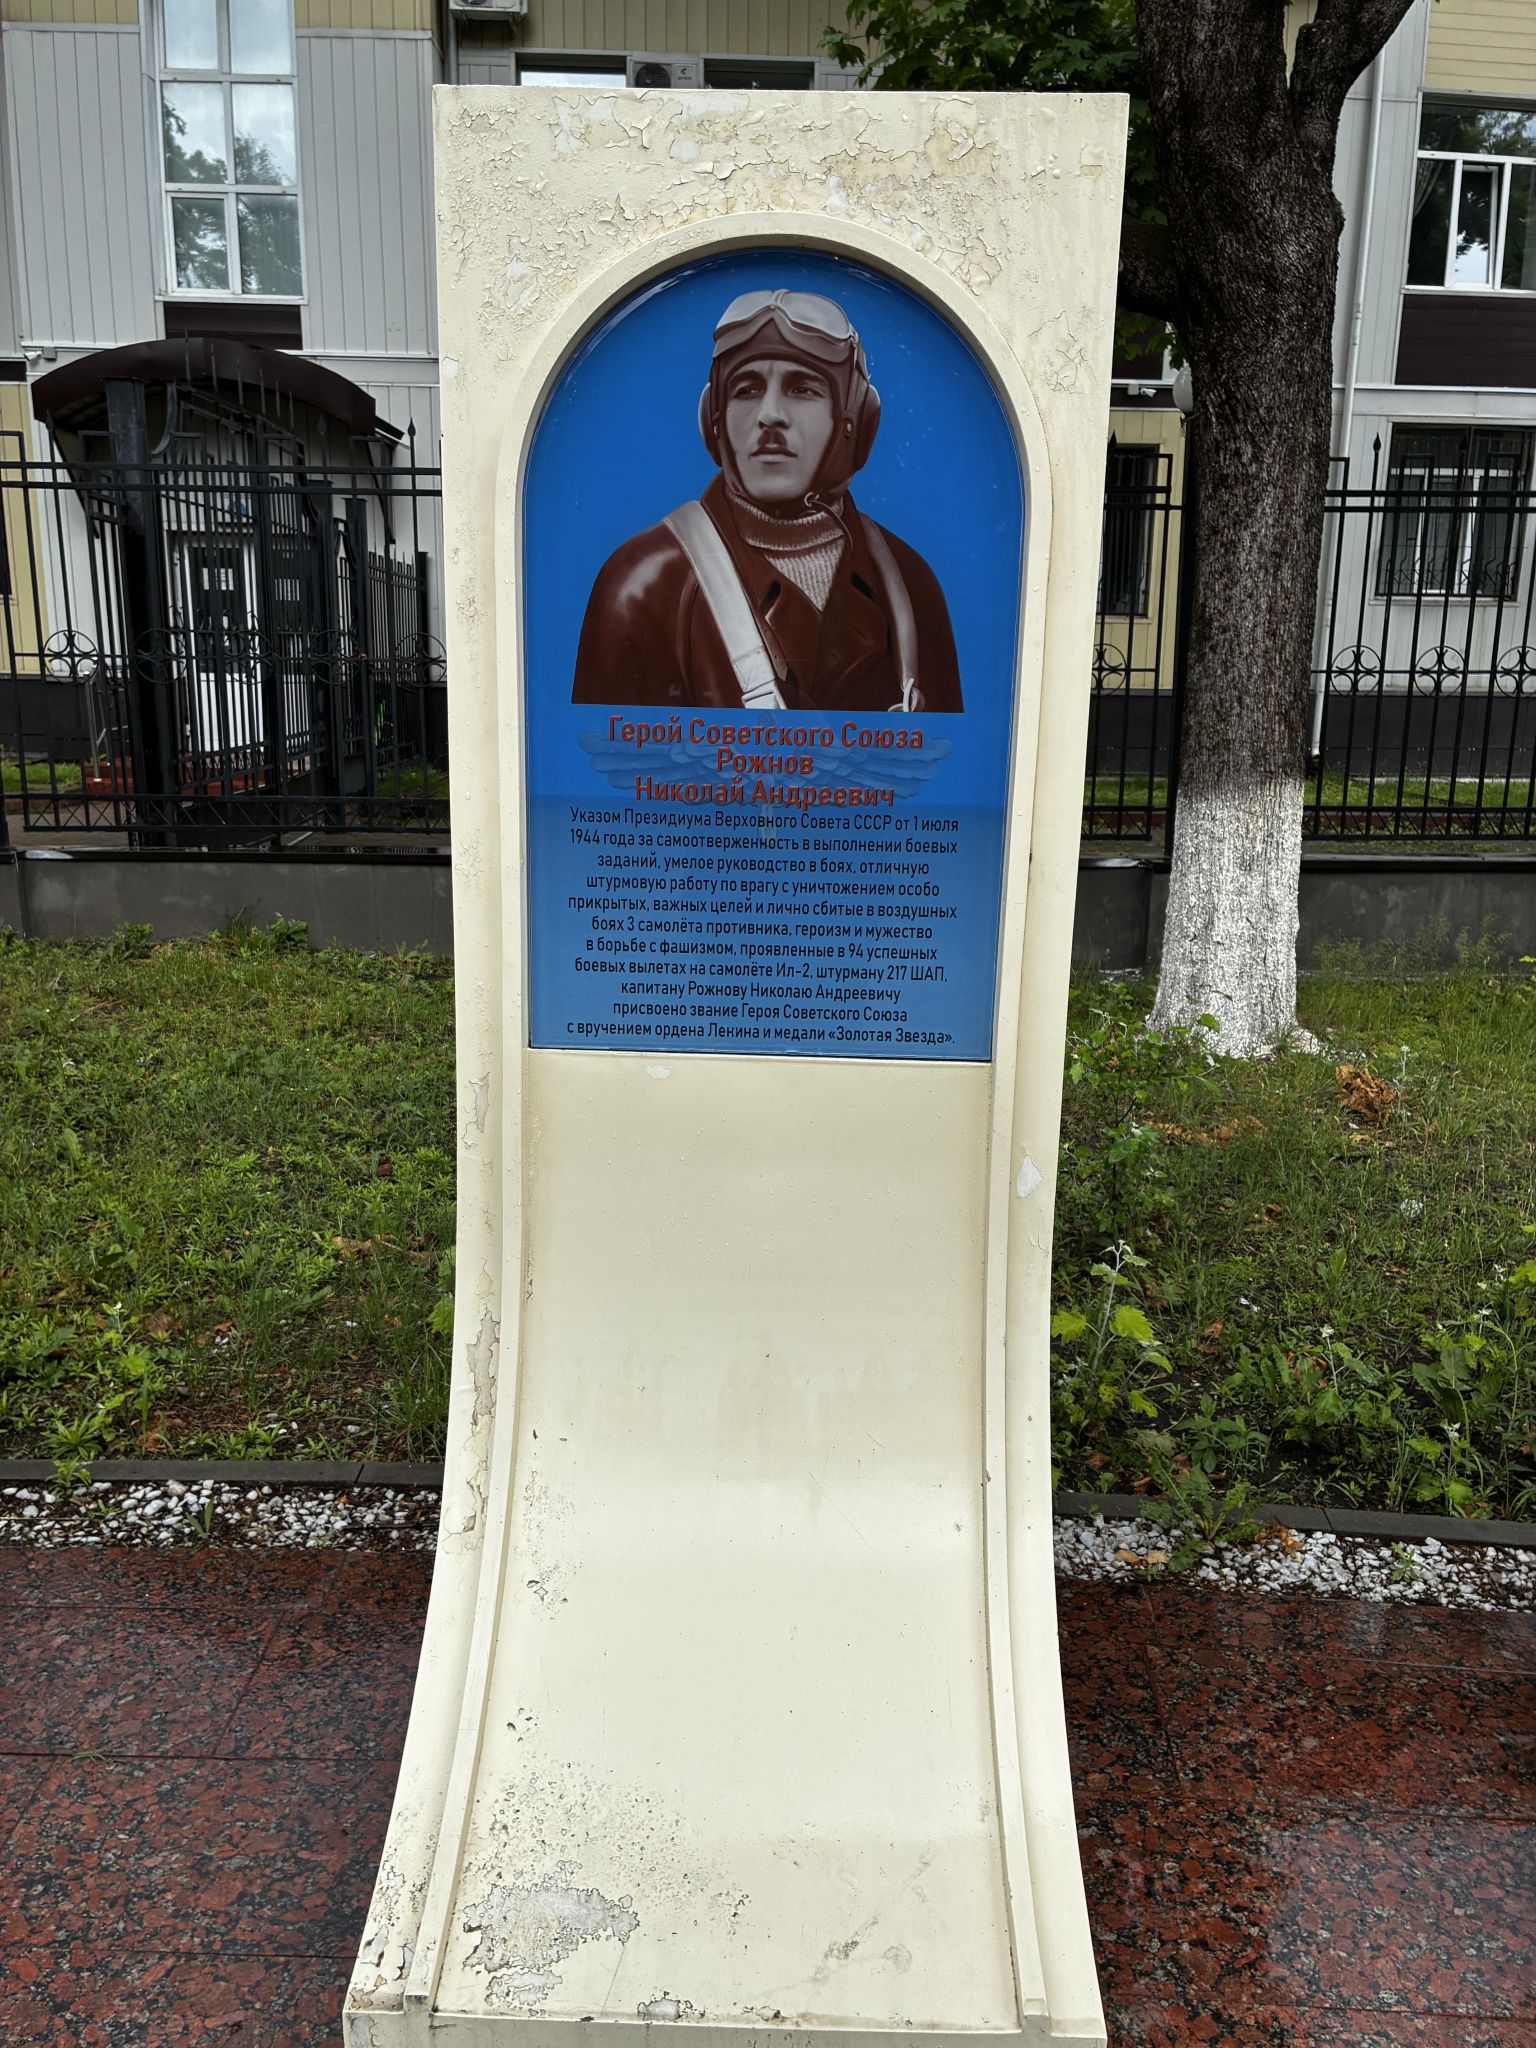 Герой Советского Союза
Рожнов
Николай Андреевич
Указом Президиума Верховного Совета СССР от 1 июля
1944 года за самоотверженность в выполнении боевых
заданий, умелое руководство в боях, отличную
штурмовую работу по врагу с уничтожением особо
прикрытых, важных целей и лично сбитые в воздушных
боях 3 самолёта противника, героизм и мужество
в борьбе с фашизмом, проявленные в 94 успешных
боевых вылетах на самолёте Ил-2, штурману 217 ШАП,
капитану Рожнову Николаю Андреевичу
присвоено звание Героя Советского Союза
с вручением ордена Ленина и медали «Золотая Звезда».